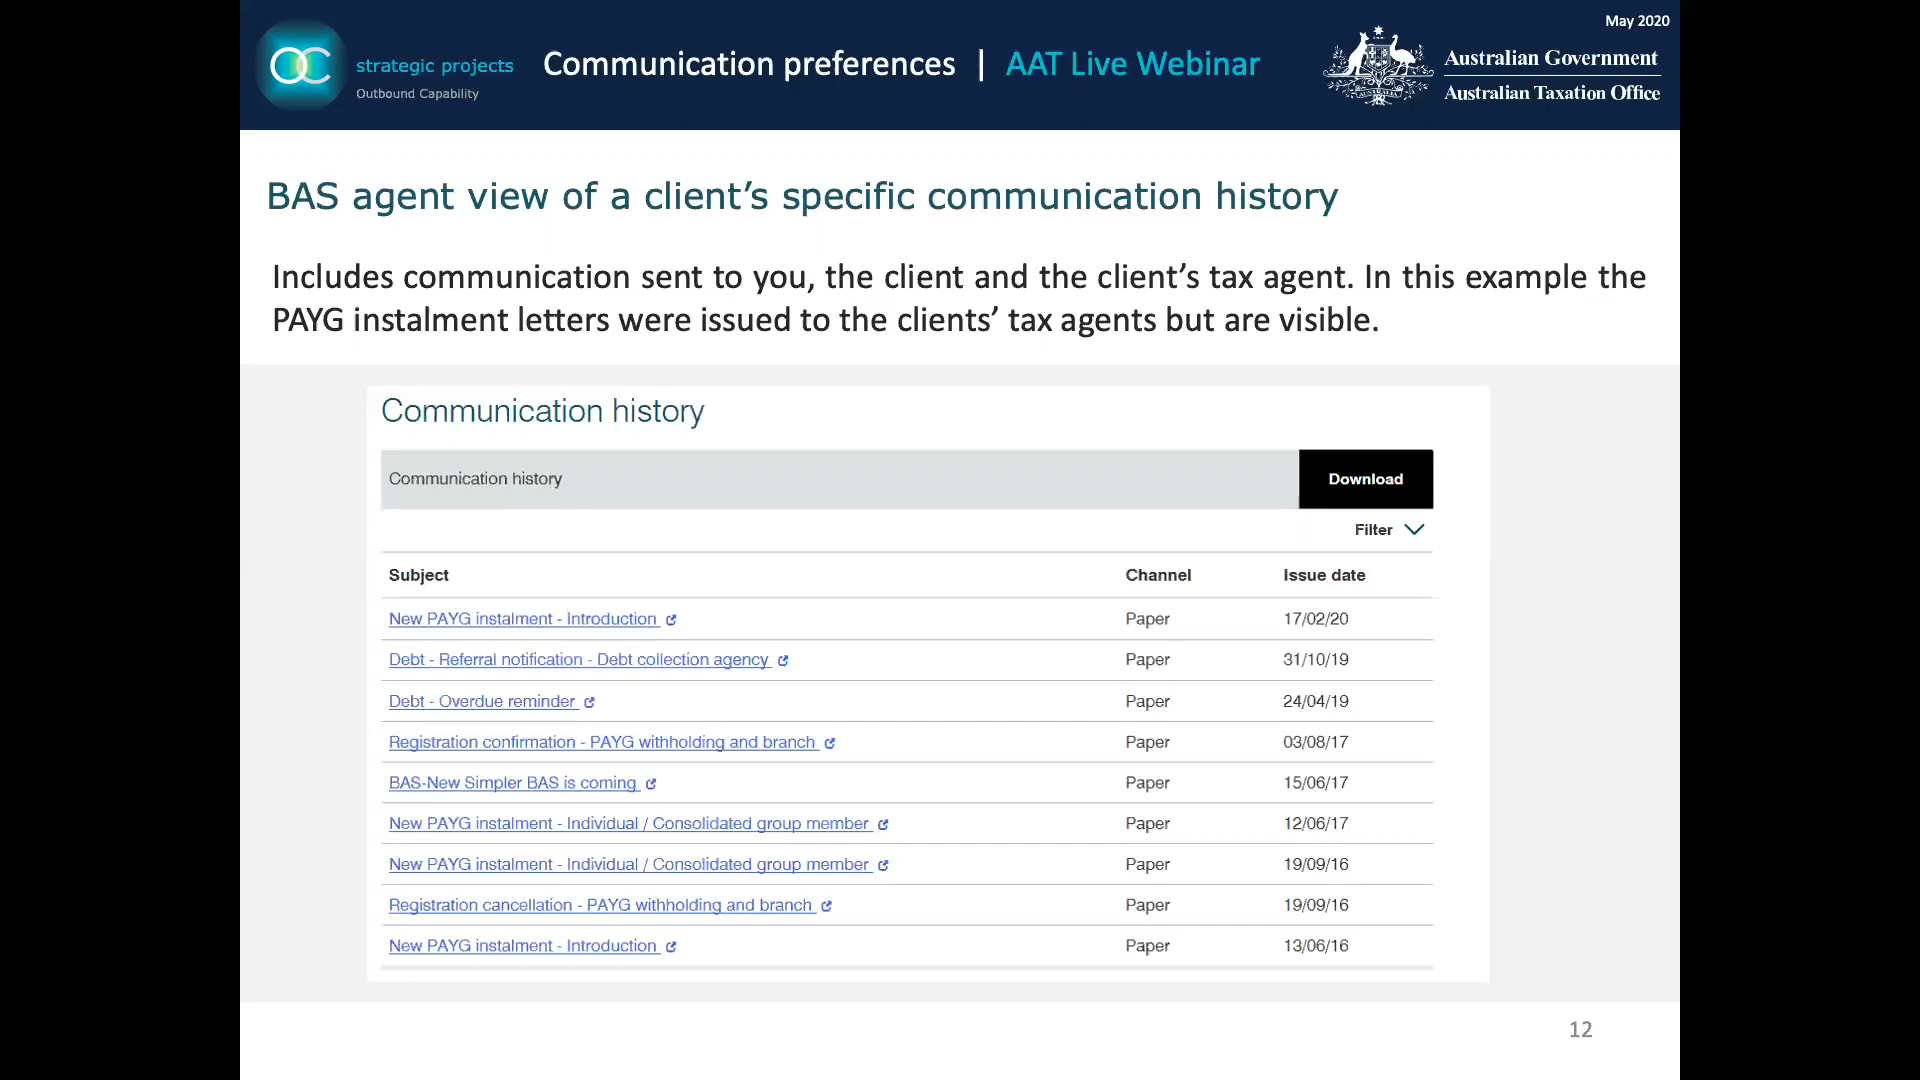 May 2020
OC
strategic projects
Outbound Capability
Communication preferences | AAT Live Webinar
Australian Government
Australian Taxation Office
BAS agent view of a client’s specific communication history
Includes communication sent to you, the client and the client’s tax agent. In this example the
PAYG instalment letters were issued to the clients’ tax agents but are visible.
Communication history
Communication history Download
Filter
Subject Channel Issue date
New PAYG instalment - Introduction Paper 17/02/20
Debt - Referral notification - Debt collection agency Paper 31/10/19
Debt - Overdue reminder Paper 24/04/19
Registration confirmation - PAYG withholding and branch Paper 03/08/17
BAS-New Simpler BAS is coming Paper 15/06/17
New PAYG instalment - Individual / Consolidated group member Paper 12/06/17
New PAYG instalment - Individual / Consolidated group member Paper 19/09/16
Registration cancellation - PAYG withholding and branch Paper 19/09/16
New PAYG instalment - Introduction Paper 13/06/16
12